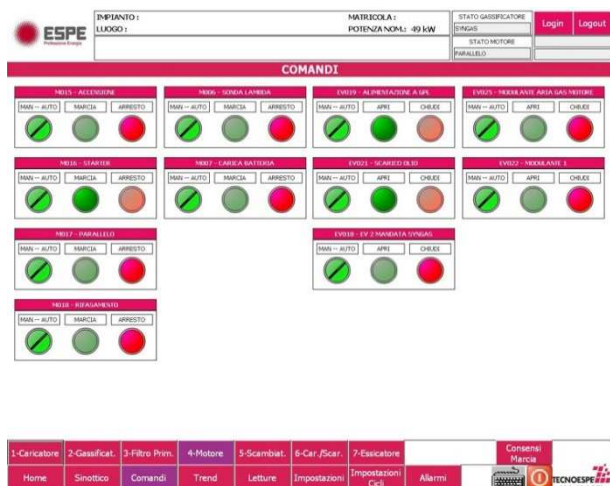 ESPE
Professione Energia
IMPIANTO :
LUOGO :
MATRICOLA :
POTENZA NOM.: 49 kW
STATO GASSIFICATORE
SYNGAS
STATO MOTORE
PARALLELO
Login
Logout
COMANDI
M015 - ACCENSIONE
MAN -- AUTO MARCIA ARRESTO
M006 - SONDA LAMBDA
MAN -- AUTO MARCIA ARRESTO
EV019 - ALIMENTAZIONE A GPL
MAN -- AUTO APRI CHIUDI
EV025 - MODULANTE ARIA GAS MOTORE
MAN -- AUTO APRI CHIUDI
M016 - STARTER
MAN -- AUTO MARCIA ARRESTO
M007 - CARICA BATTERIA
MAN -- AUTO MARCIA ARRESTO
EV021 - SCARICO OLIO
MAN -- AUTO APRI CHIUDI
EV022 - MODULANTE 1
MAN -- AUTO APRI CHIUDI
M017 - PARALLELO
MAN -- AUTO MARCIA ARRESTO
EV018 - EV 2 MANDATA SYNGAS
MAN -- AUTO APRI CHIUDI
M018 - RIFASAMENTO
MAN -- AUTO MARCIA ARRESTO
1-Caricatore 2-Gassificat. 3-Filtro Prim. 4-Motore 5-Scambiat. 6-Car./Scar. 7-Essicatore
Consensi
Marcia
Home Sinottico Comandi Trend Letture Impostazioni
Impostazioni
Cicli
Allarmi
TECNOESPE